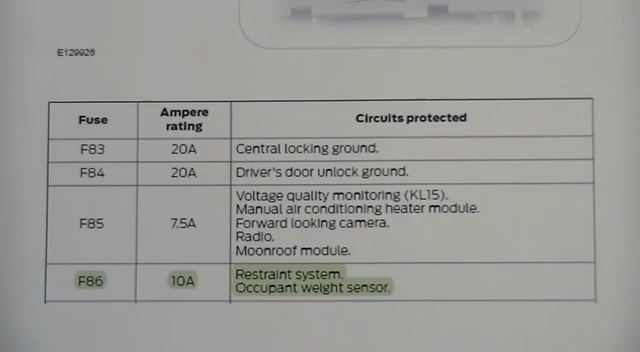 E129926
Fuse
Ampere
rating
Circuits protected
F83 20A Central locking ground.
F84 20A Driver's door unlock ground.
F85 7.5A Voltage quality monitoring (KL15).
Manual air conditioning heater module.
Forward looking camera.
Radio.
Moonroof module.
F86 10A Restraint system.
Occupant weight sensor.